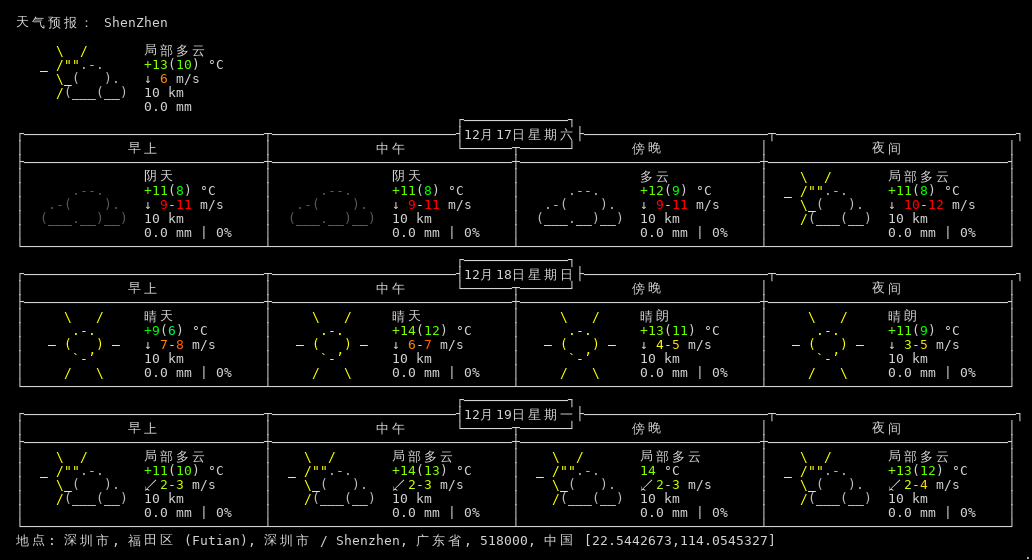 天气预报： ShenZhen
局部多云
+13(10) °C
↓ 6 m/s
10 km
0.0 mm
12月17日星期六
早上 中午 傍晚 夜间
阴天 阴天 多云 局部多云
+11(8) °C +11(8) °C +12(9) °C +11(8) °C
↓ 9-11 m/s ↓ 9-11 m/s ↓ 9-11 m/s ↓ 10-12 m/s
10 km 10 km 10 km 10 km
0.0 mm | 0% 0.0 mm | 0% 0.0 mm | 0% 0.0 mm | 0%
12月18日星期日
早上 中午 傍晚 夜间
晴天 晴天 晴朗 晴朗
+9(6) °C +14(12) °C +13(11) °C +11(9) °C
↓ 7-8 m/s ↓ 6-7 m/s ↓ 4-5 m/s ↓ 3-5 m/s
10 km 10 km 10 km 10 km
0.0 mm | 0% 0.0 mm | 0% 0.0 mm | 0% 0.0 mm | 0%
12月19日星期一
早上 中午 傍晚 夜间
局部多云 局部多云 局部多云 局部多云
+11(10) °C +14(13) °C 14 °C +13(12) °C
↙ 2-3 m/s ↙ 2-3 m/s ↙ 2-3 m/s ↙ 2-4 m/s
10 km 10 km 10 km 10 km
0.0 mm | 0% 0.0 mm | 0% 0.0 mm | 0% 0.0 mm | 0%
地点: 深圳市, 福田区 (Futian), 深圳市 / Shenzhen, 广东省, 518000, 中国 [22.5442673,114.0545327]